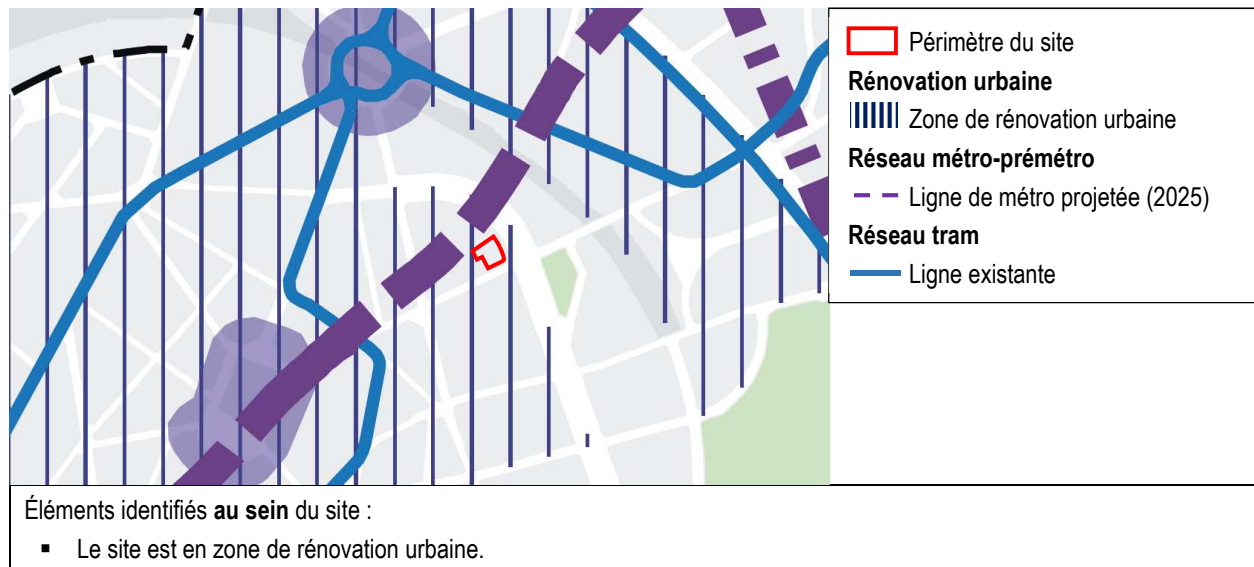 Périmètre du site
Rénovation urbaine
Zone de rénovation urbaine
Réseau métro-prémétro
Ligne de métro projetée (2025)
Réseau tram
Ligne existante
Éléments identifiés au sein du site :
▪ Le site est en zone de rénovation urbaine.